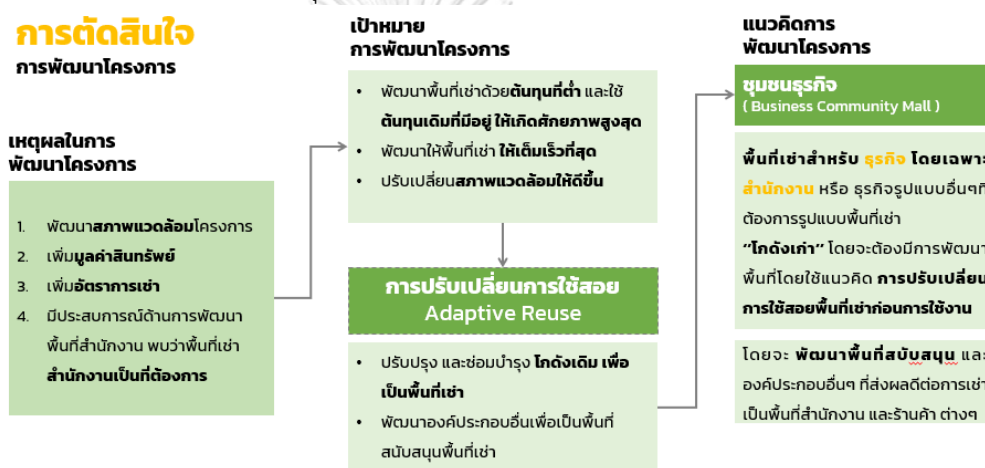 การตัดสินใจ
การพัฒนาโครงการ
เหตุผลในการ
พัฒนาโครงการ
1. พัฒนาสภาพแวดล้อมโครงการ
2. เพิ่มมูลค่าสินทรัพย์
3. เพิ่มอัตราการเช่า
4. มีประสบการณ์ด้านการพัฒนา
พื้นที่สำนักงาน พบว่าพื้นที่เช่า
สำนักงานเป็นที่ต้องการ
เป้าหมาย
การพัฒนาโครงการ
• พัฒนาพื้นที่เช่าด้วยต้นทุนที่ต่ำ และใช้
ต้นทุนเดิมที่มีอยู่ ให้เกิดศักยภาพสูงสุด
• พัฒนาให้พื้นที่เช่า ให้เต็มเร็วที่สุด
• ปรับเปลี่ยนสภาพแวดล้อมให้ดีขึ้น
การปรับเปลี่ยนการใช้สอย
Adaptive Reuse
• ปรับปรุง และซ่อมบำรุง โกดังเดิม เพื่อ
เป็นพื้นที่เช่า
• พัฒนาองค์ประกอบอื่นเพื่อเป็นพื้นที่
สนับสนุนพื้นที่เช่า
แนวคิดการ
พัฒนาโครงการ
ชุมชนธุรกิจ
( Business Community Mall )
พื้นที่เช่าสำหรับ ธุรกิจ โดยเฉพาะ
สำนักงาน หรือ ธุรกิจรูปแบบอื่นๆที่
ต้องการรูปแบบพื้นที่เช่า
“โกดังเก่า” โดยจะต้องมีการพัฒนา
พื้นที่โดยใช้แนวคิด การปรับเปลี่ยน
การใช้สอยพื้นที่เช่าก่อนการใช้งาน
โดยจะ พัฒนาพื้นที่สนับสนุน และ
องค์ประกอบอื่นๆ ที่ส่งผลดีต่อการเช่า
เป็นพื้นที่สำนักงาน และร้านค้า ต่างๆ